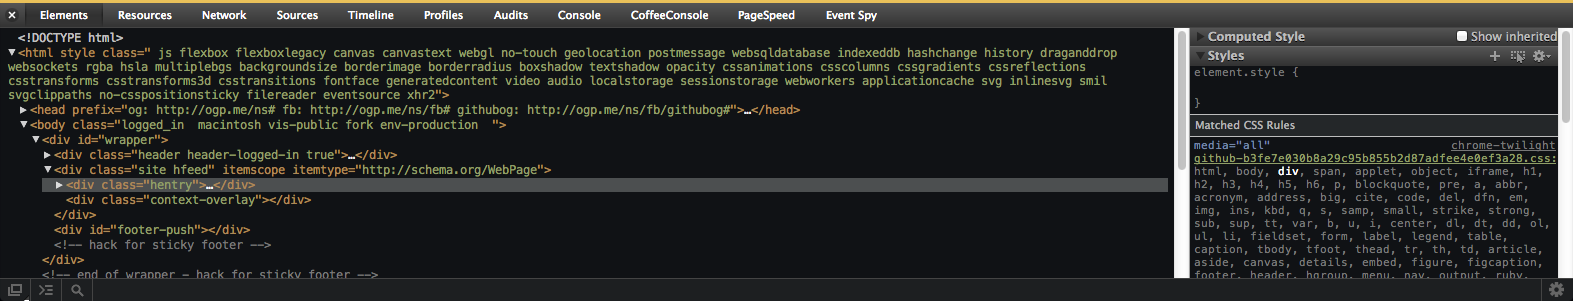 Elements Resources Network Sources Timeline Profiles Audits Console CoffeeConsole PageSpeed Event Spy
<!DOCTYPE html>
<html style class=" js flexbox flexboxlegacy canvas canvastext webgl no-touch geolocation postmessage websqldatabase indexeddb hashchange history draganddrop
websockets rgba hsla multiplebgs backgroundsize borderimage borderradius boxshadow textshadow opacity cssanimations csscolumns cssgradients cssreflections
csstransforms csstransforms3d csstransitions fontface generatedcontent video audio localstorage sessionstorage webworkers applicationcache svg inlinesvg smil
svgclippaths no-csspositionsticky filereader eventsource xhr2">
<head prefix="og: http://ogp.me/ns# fb: http://ogp.me/ns/fb# githubog: http://ogp.me/ns/fb/githubog#">…</head>
<body class="logged_in  macintosh vis-public fork env-production  ">
<div id="wrapper">
<div class="header header-logged-in true">…</div>
<div class="site hfeed" itemscope itemtype="http://schema.org/WebPage">
<div class="hentry">…</div>
<div class="context-overlay"></div>
</div>
<div id="footer-push"></div>
<!-- hack for sticky footer -->
</div>
<!-- end of wrapper - hack for sticky footer -->
Computed Style Show inherited
Styles
element.style {
}
Matched CSS Rules
media="all" chrome-twilight
github-b3fe7e030b8a29c95b855b2d87adfee4e0ef3a28.css:
html, body, div, span, applet, object, iframe, h1,
h2, h3, h4, h5, h6, p, blockquote, pre, a, abbr,
acronym, address, big, cite, code, del, dfn, em,
img, ins, kbd, q, s, samp, small, strike, strong,
sub, sup, tt, var, b, u, i, center, dl, dt, dd, ol,
ul, li, fieldset, form, label, legend, table,
caption, tbody, tfoot, thead, tr, th, td, article,
aside, canvas, details, embed, figure, figcaption,
footer, header, hgroup, menu, nav, output, ruby,